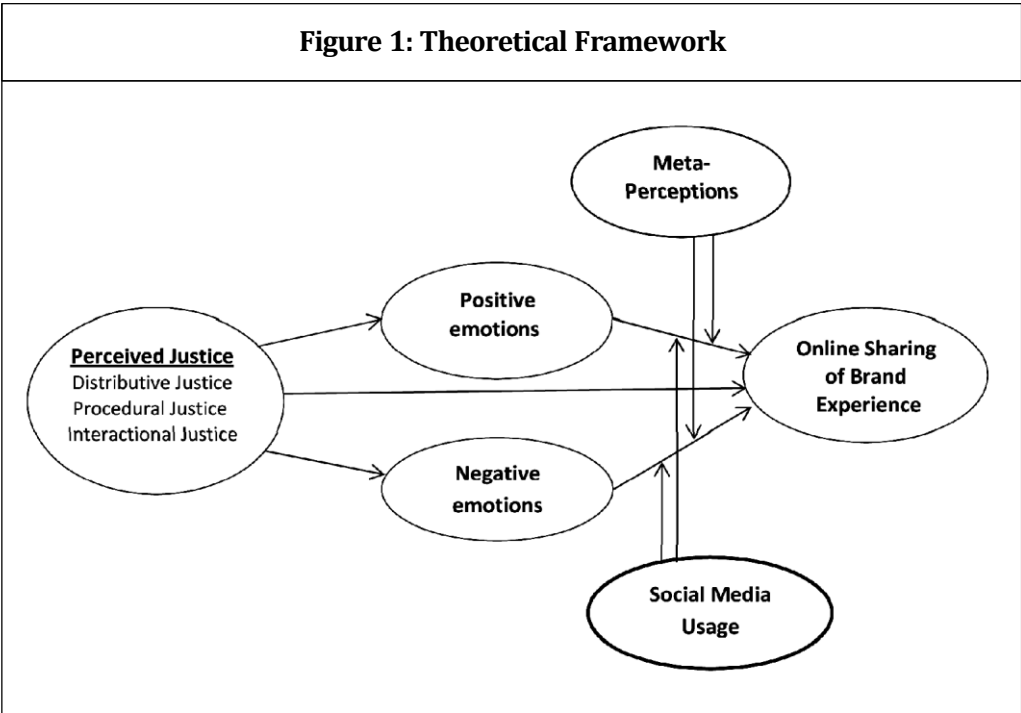 Figure 1: Theoretical Framework
Meta-
Perceptions
Positive
emotions
Perceived Justice
Distributive Justice
Procedural Justice
Interactional Justice
Online Sharing
of Brand
Experience
Negative
emotions
Social Media
Usage